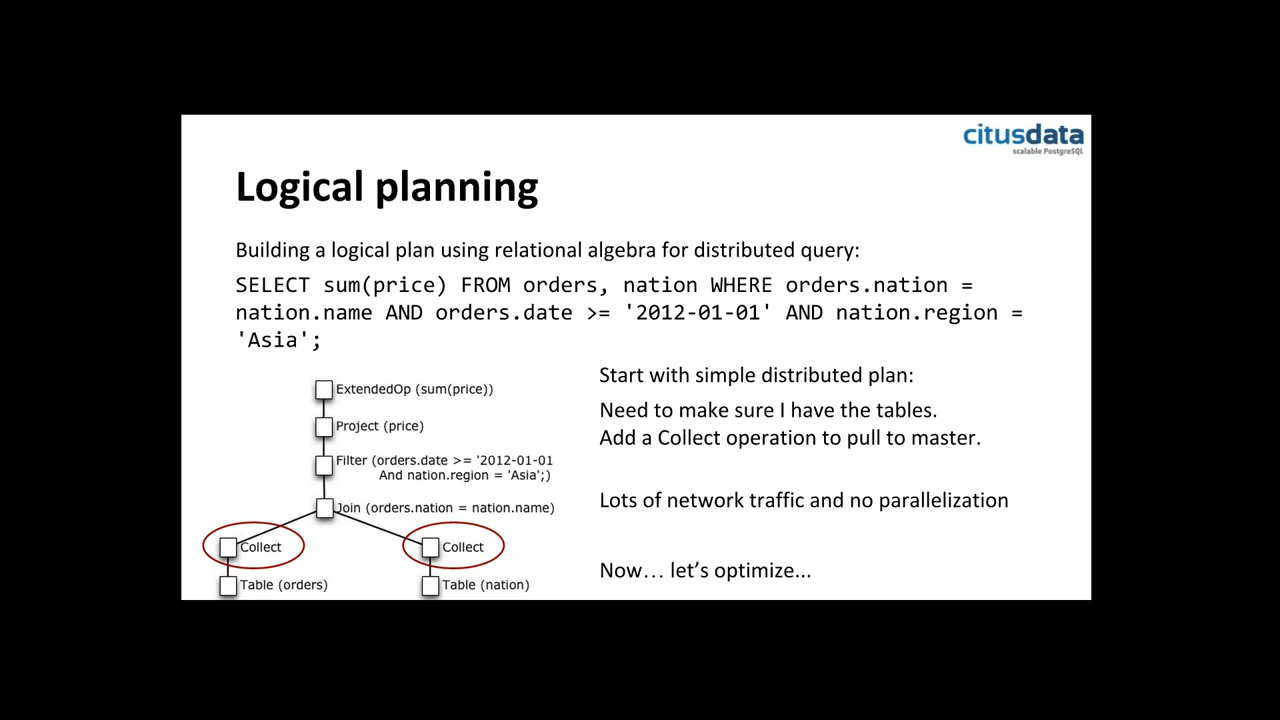 citusdata
scalable PostgreSQL
Logical planning
Building a logical plan using relational algebra for distributed query:
SELECT sum(price) FROM orders, nation WHERE orders.nation =
nation.name AND orders.date >= '2012-01-01' AND nation.region =
'Asia';
ExtendedOp (sum(price))
Project (price)
Filter (orders.date >= '2012-01-01
And nation.region = 'Asia';)
Join (orders.nation = nation.name)
Collect
Collect
Table (orders)
Table (nation)
Start with simple distributed plan:
Need to make sure I have the tables.
Add a Collect operation to pull to master.
Lots of network traffic and no parallelization
Now… let's optimize...